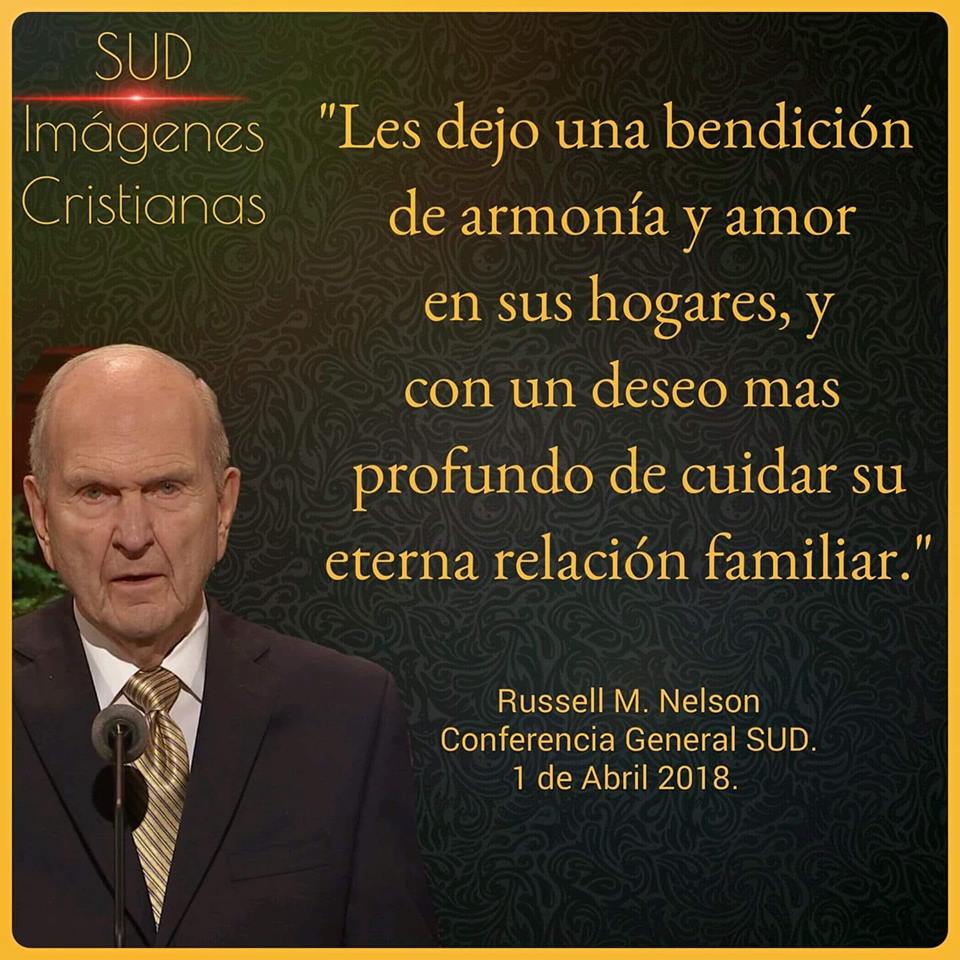 SUD
Imágenes
Cristianas
"Les dejo una bendición
de armonía y amor
en sus hogares, y
con un deseo mas
profundo de cuidar su
eterna relación familiar."
Russell M. Nelson
Conferencia General SUD.
1 de Abril 2018.